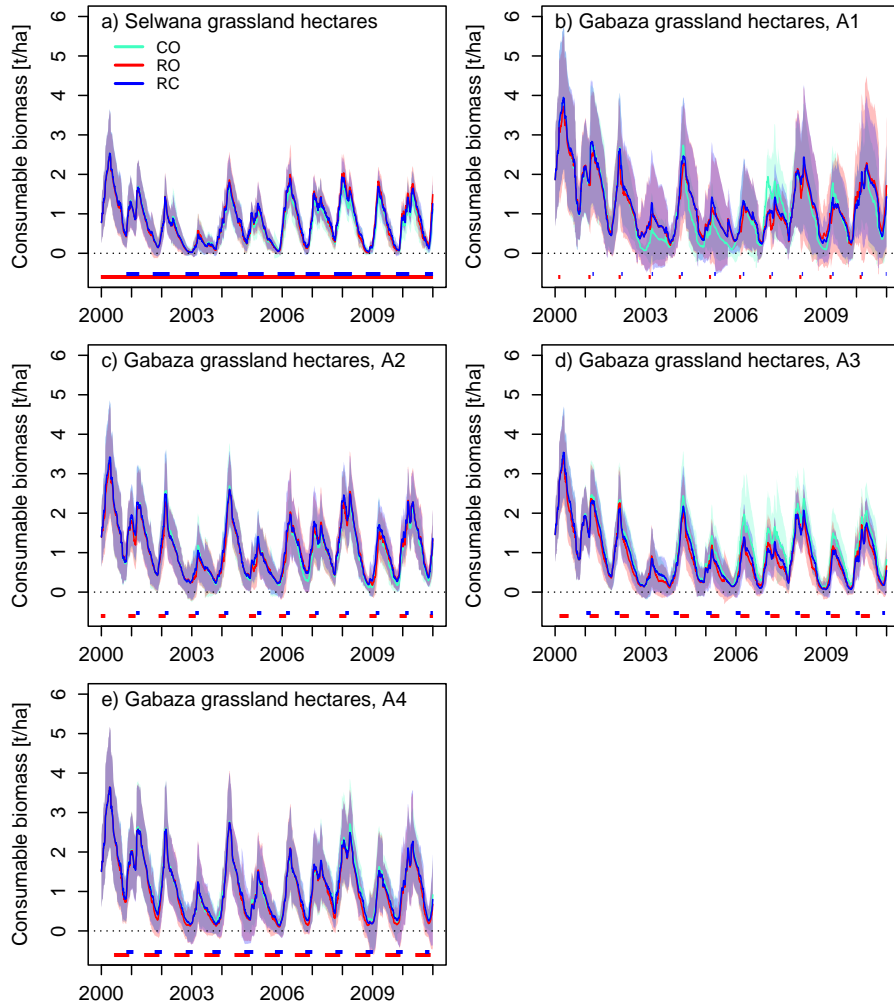 a) Selwana grassland hectares
CO
RO
RC
Consumable biomass [t/ha]
0 1 2 3 4 5 6
2000 2003 2006 2009
b) Gabaza grassland hectares, A1
Consumable biomass [t/ha]
0 1 2 3 4 5 6
2000 2003 2006 2009
c) Gabaza grassland hectares, A2
Consumable biomass [t/ha]
0 1 2 3 4 5 6
2000 2003 2006 2009
d) Gabaza grassland hectares, A3
Consumable biomass [t/ha]
0 1 2 3 4 5 6
2000 2003 2006 2009
e) Gabaza grassland hectares, A4
Consumable biomass [t/ha]
0 1 2 3 4 5 6
2000 2003 2006 2009